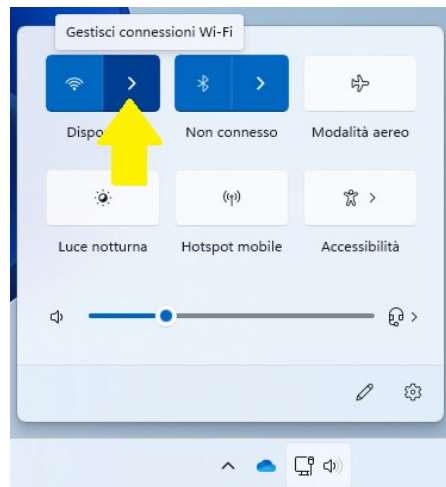 Gestisci connessioni Wi-Fi
Non connesso
Modalità aereo
Luce notturna
Hotspot mobile
Accessibilità